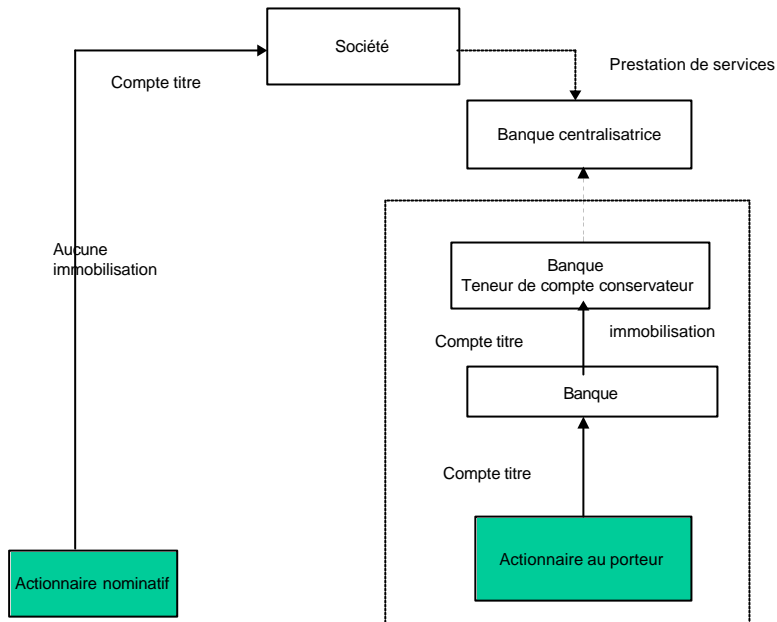 Société
Compte titre
Prestation de services
Banque centralisatrice
Aucune
immobilisation
Banque
Teneur de compte conservateur
immobilisation
Compte titre
Banque
Compte titre
Actionnaire au porteur
Actionnaire nominatif